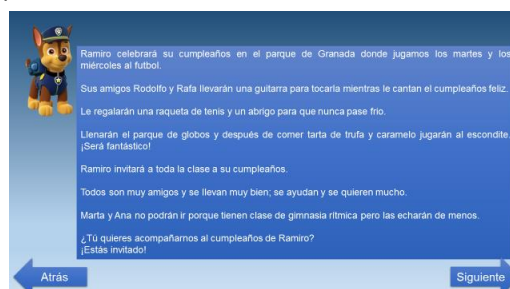 Ramiro celebrará su cumpleaños en el parque de Granada donde jugamos los martes y los
miércoles al futbol.
Sus amigos Rodolfo y Rafa llevarán una guitarra para tocarla mientras le cantan el cumpleaños feliz.
Le regalarán una raqueta de tenis y un abrigo para que nunca pase frio.
Llenarán el parque de globos y después de comer tarta de trufa y caramelo jugarán al escondite.
¡Será fantástico!
Ramiro invitará a toda la clase a su cumpleaños.
Todos son muy amigos y se llevan muy bien; se ayudan y se quieren mucho.
Marta y Ana no podrán ir porque tienen clase de gimnasia rítmica pero las echarán de menos.
¿Tú quieres acompañarnos al cumpleaños de Ramiro?
¡Estás invitado!
Atrás
Siguiente